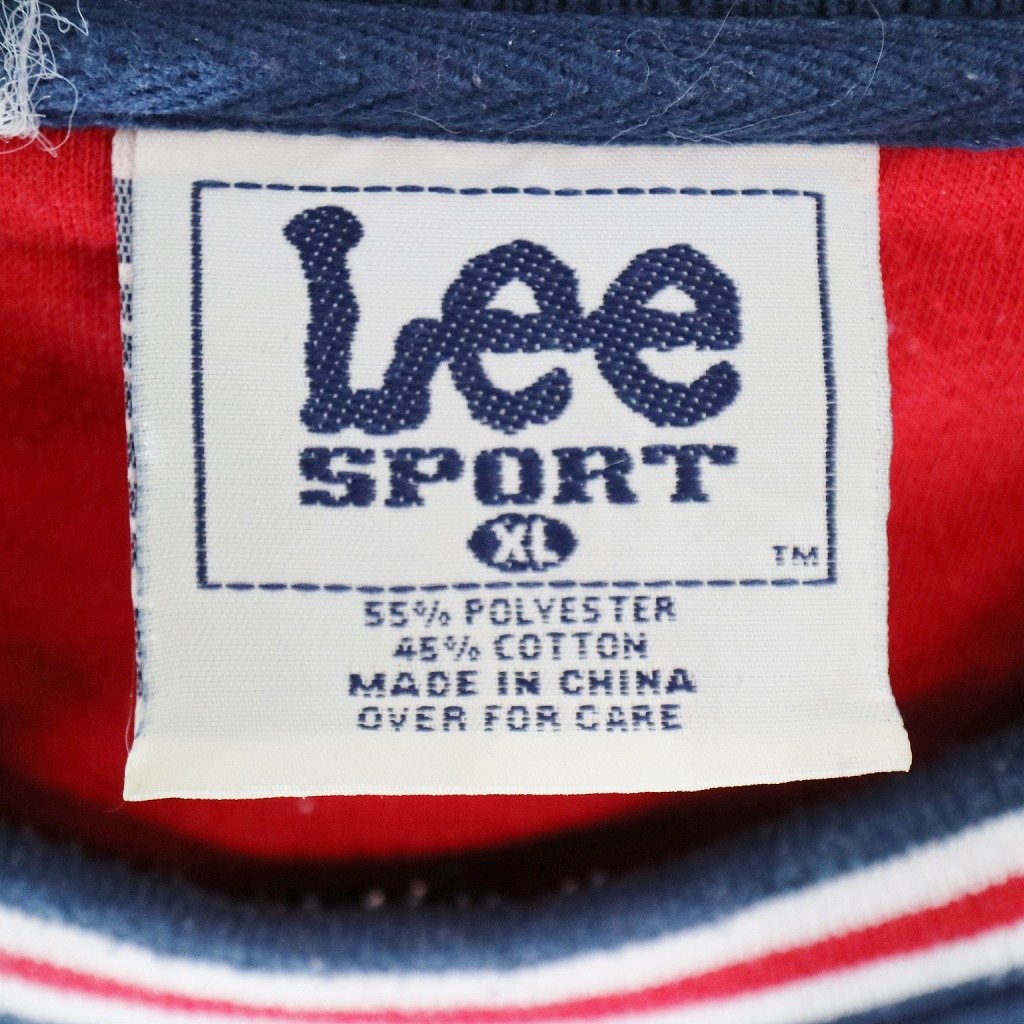 Lee
SPORT
XL
TM
55% POLYESTER
45% COTTON
MADE IN CHINA
OVER FOR CARE